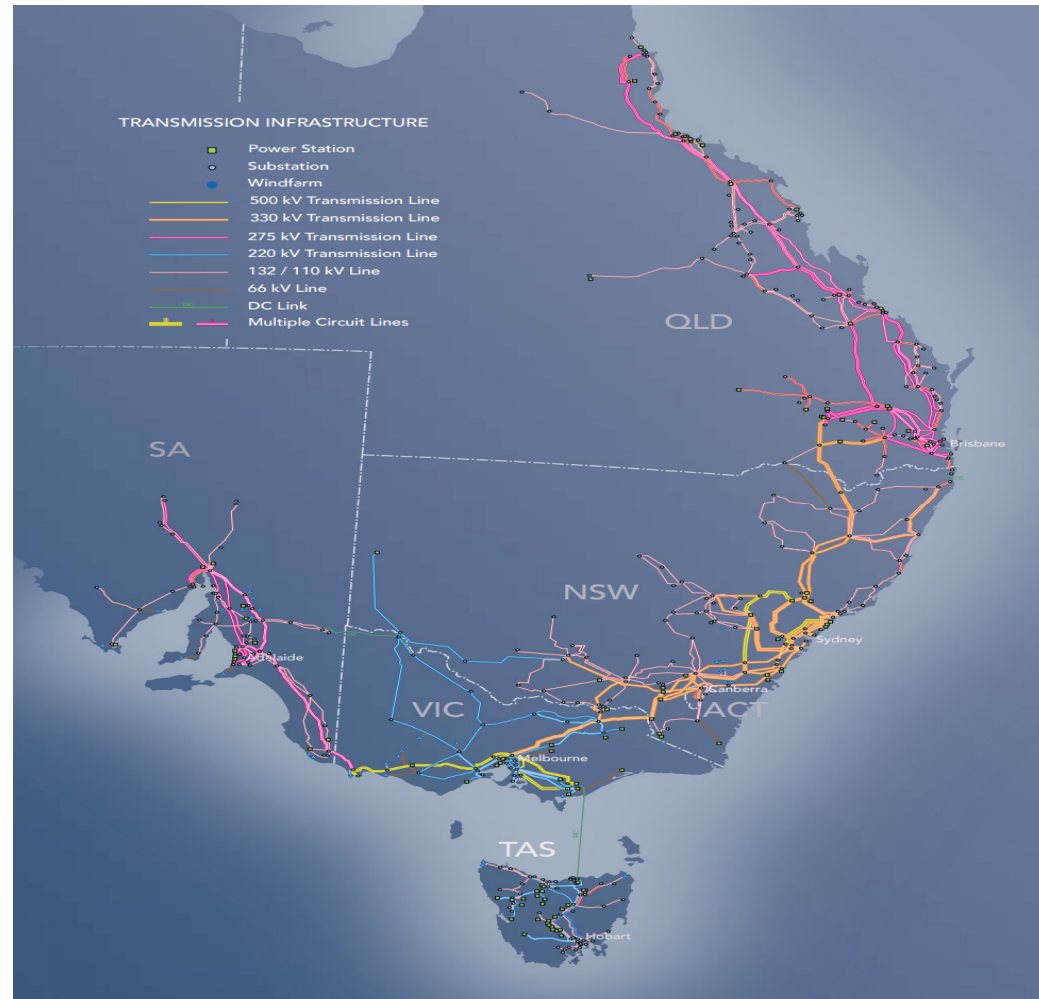 TRANSMISSION INFRASTRUCTURE
Power Station
Substation
Windfarm
500 kV Transmission Line
330 kV Transmission Line
275 kV Transmission Line
220 kV Transmission Line
132 / 110 kV Line
66 kV Line
DC Link
Multiple Circuit Lines
QLD
SA
Brisbane
NSW
Sydney
Adelaide
Canberra
VIC
ACT
Melbourne
TAS
Hobart